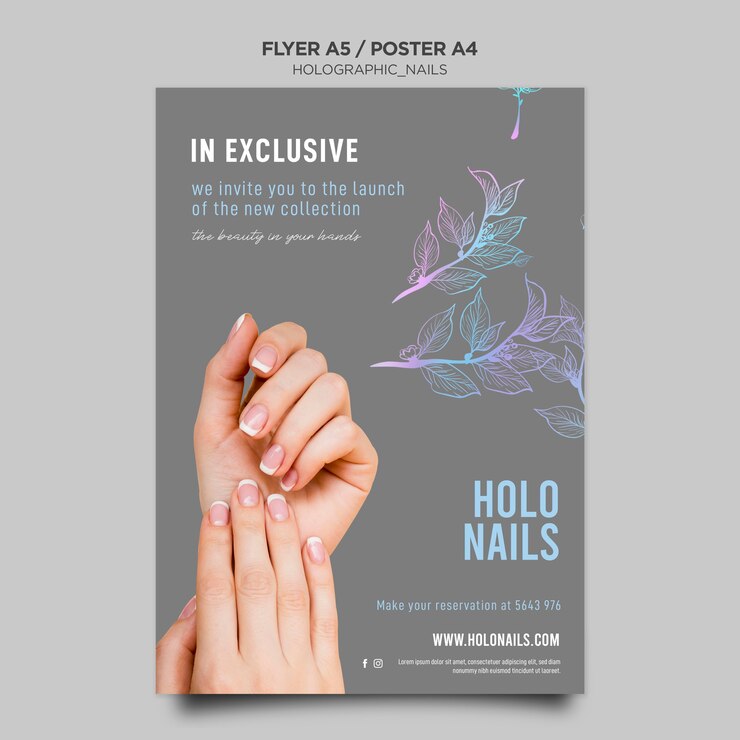 FLYER A5 / POSTER A4
HOLOGRAPHIC_NAILS
IN EXCLUSIVE
we invite you to the launch
of the new collection
the beauty in your hands
HOLO
NAILS
Make your reservation at 5643 976
WWW.HOLONAILS.COM
Lorem ipsum dolor sit amet, consectetuer adipiscing elit,
sed diam nonummy nibh euismod tincidunt ut laoreet.